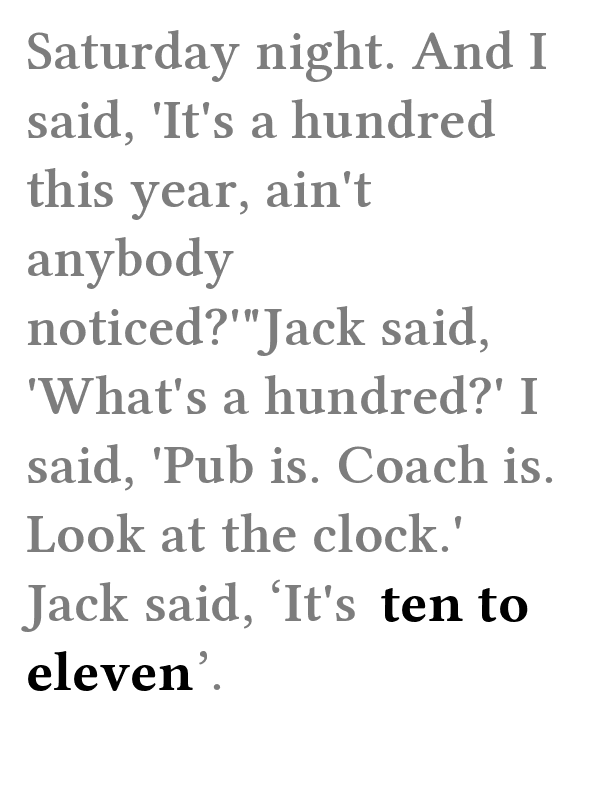 Saturday night. And I
said, 'It's a hundred
this year, ain't
anybody
noticed?'"Jack said,
'What's a hundred?' I
said, 'Pub is. Coach is.
Look at the clock.'
Jack said, ‘It's ten to
eleven’.